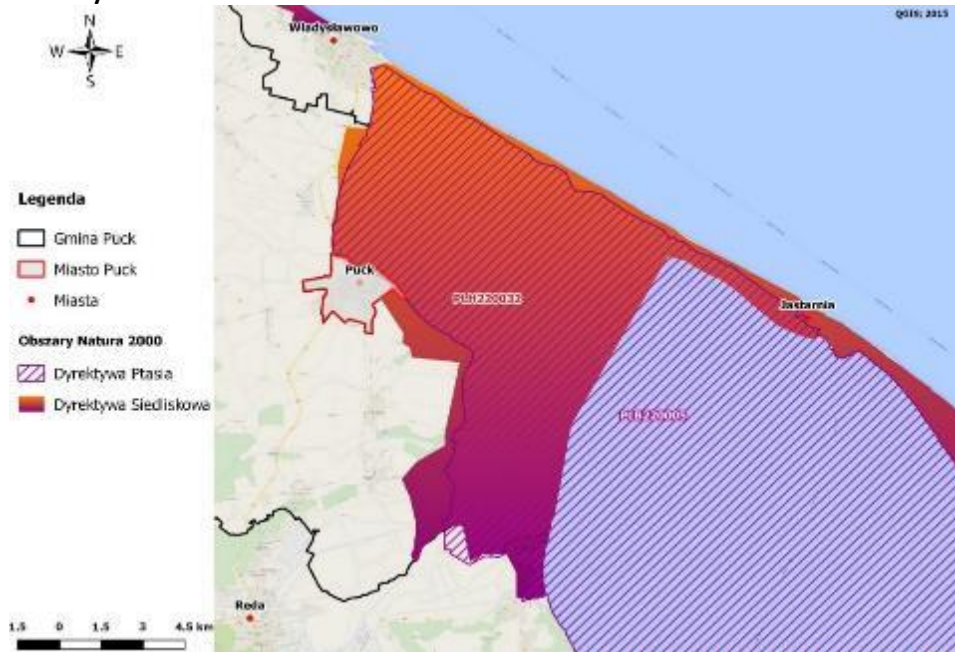 QGIS; 2015
N
W E
S
Władysławowo
Legenda
Gmina Puck
Miasto Puck
Miasta
Obszary Natura 2000
Dyrektywa Ptasia
Dyrektywa Siedliskowa
Puck
PLH220032
Jastarnia
Reda
1.5 0 1.5 3 4.5 km